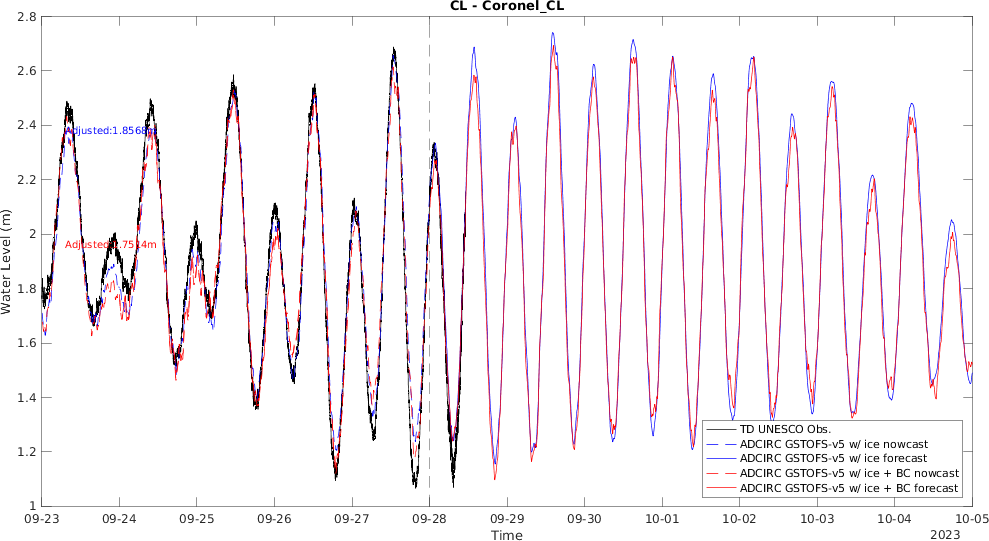 CL - Coronel_CL
Water Level (m)
2.8
2.6
2.4
2.2
2
1.8
1.6
1.4
1.2
1
Adjusted:1.8568m
TD UNESCO Obs.
ADCIRC GSTOFS-v5 w/ ice nowcast
ADCIRC GSTOFS-v5 w/ ice forecast
ADCIRC GSTOFS-v5 w/ ice + BC nowcast
ADCIRC GSTOFS-v5 w/ ice + BC forecast
09-23
09-24
09-25
09-26
09-27
09-28
09-29
09-30
10-01
10-02
10-03
10-04
10-05
Time
2023